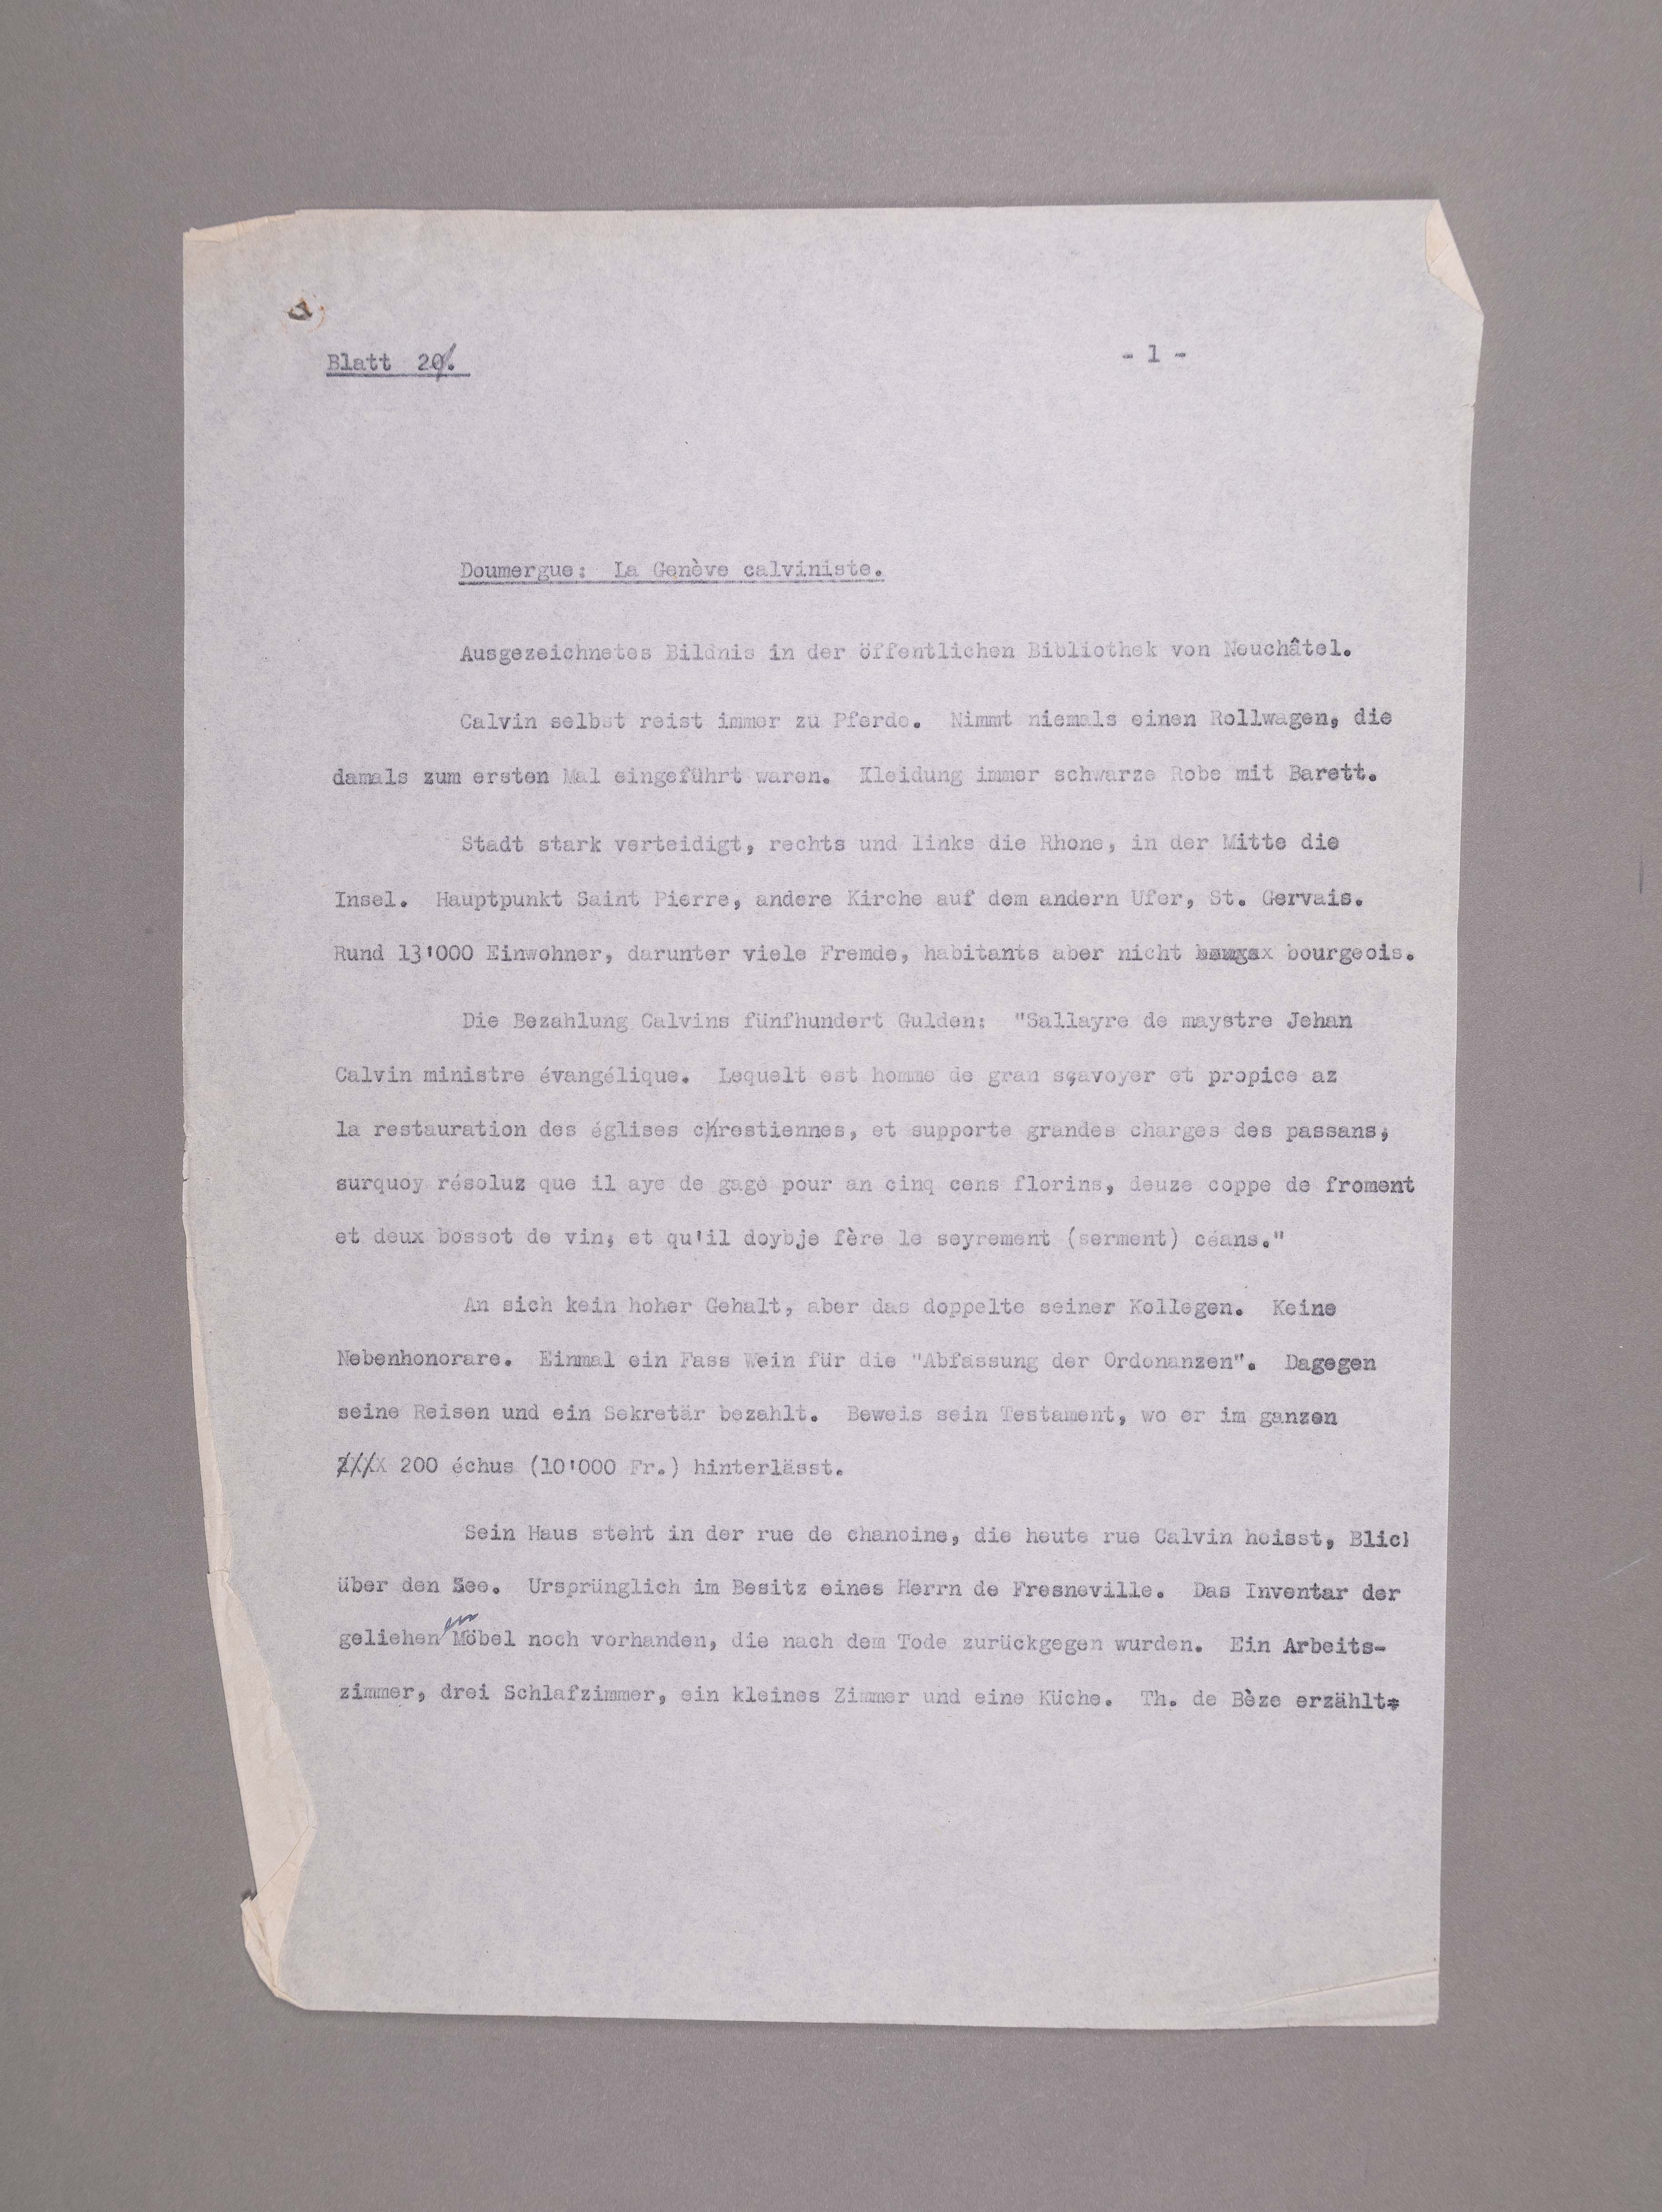 Blatt 20.
- 1 -
Doumergue: La Genève calviniste.
Ausgezeichnetes Bildnis in der öffentlichen Bibliothek von Neuchâtel.
Calvin selbst reist immer zu Pferde. Nimmt niemals einen Rollwagen, die
damals zum ersten Mal eingeführt waren. Kleidung immer schwarze Robe mit Barett.
Stadt stark verteidigt, rechts und links die Rhone, in der Mitte die
Insel. Hauptpunkt Saint Pierre, andere Kirche auf dem andern Ufer, St. Gervais.
Rund 13'000 Einwohner, darunter viele Fremde, habitants aber nicht bourgeois.
Die Bezahlung Calvins fünfhundert Gulden: "Sallayre de maystre Jehan
Calvin ministre évangélique. Lequelt est homme de gran sçavoyer et propice az
la restauration des églises crestiennes, et supporte grandes charges des passans;
surquoy résoluz que il aye de gage pour an cinq cens florins, deuze coppe de froment
et deux bossot de vin; et qu'il doybje fère le seyrement (serment) céans."
An sich kein hoher Gehalt, aber das doppelte seiner Kollegen. Keine
Nebenhonorare. Einmal ein Fass Wein für die "Abfassung der Ordonanzen". Dagegen
seine Reisen und ein Sekretär bezahlt. Beweis sein Testament, wo er im ganzen
200 échus (10'000 Fr.) hinterlässt.
Sein Haus steht in der rue de chanoine, die heute rue Calvin heisst, Blick
über den See. Ursprünglich im Besitz eines Herrn de Fresneville. Das Inventar der
geliehenen Möbel noch vorhanden, die nach dem Tode zurückgegen wurden. Ein Arbeits-
zimmer, drei Schlafzimmer, ein kleines Zimmer und eine Küche. Th. de Bèze erzählt: